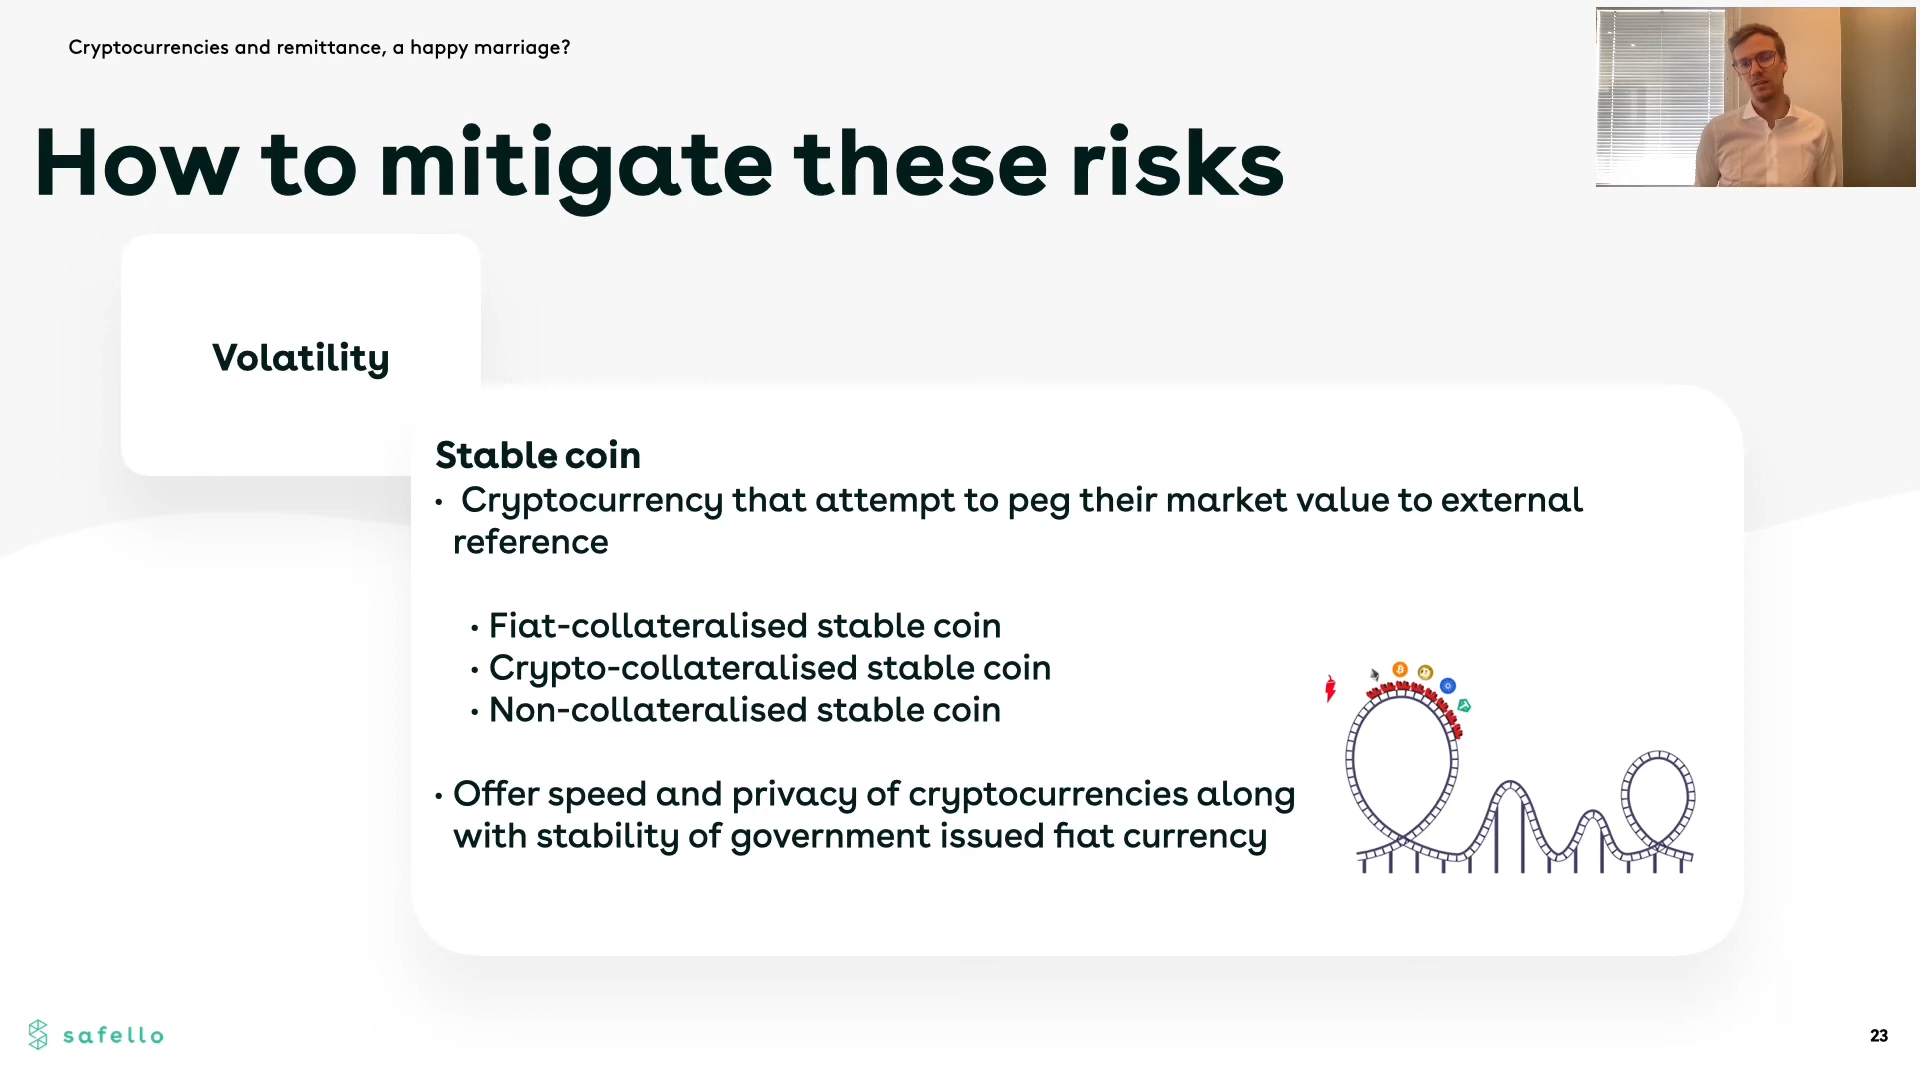 Cryptocurrencies and remittance, a happy marriage?
How to mitigate these risks
Volatility
Stable coin
• Cryptocurrency that attempt to peg their market value to external
reference
• Fiat-collateralised stable coin
• Crypto-collateralised stable coin
• Non-collateralised stable coin
• Offer speed and privacy of cryptocurrencies along
with stability of government issued fiat currency
safello
23